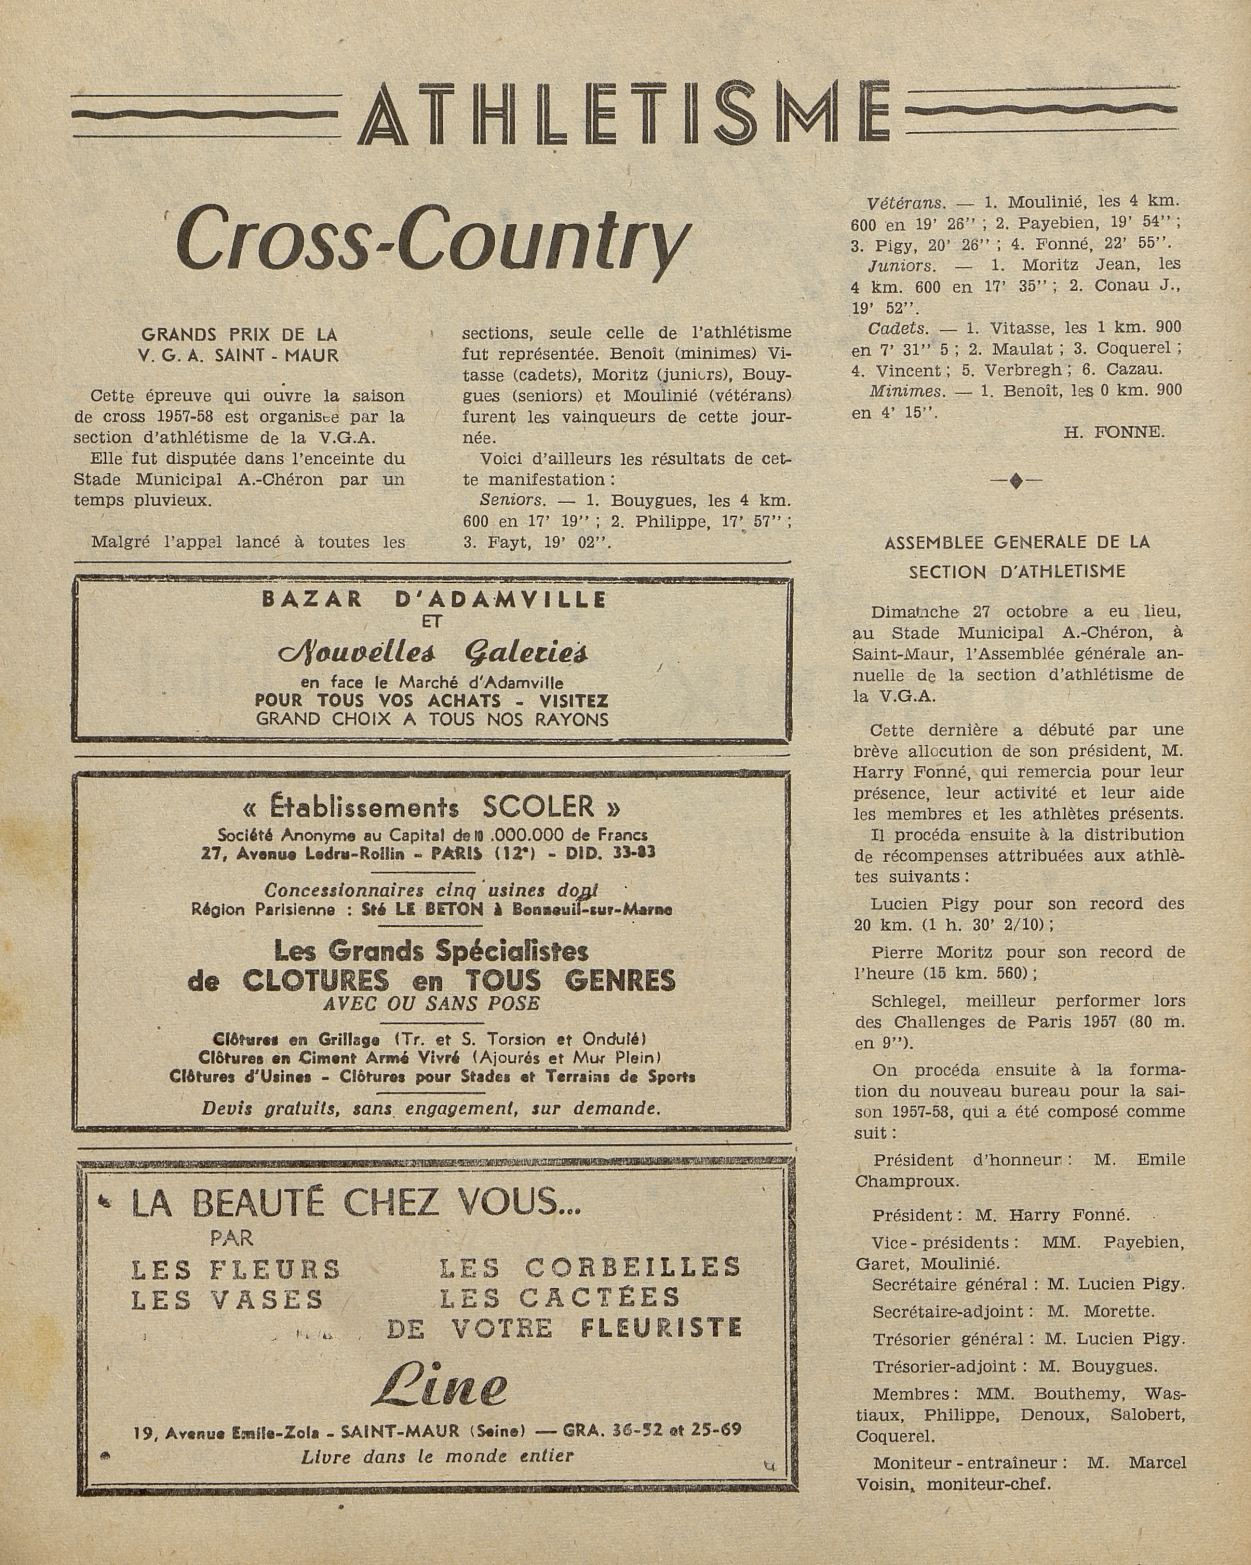 ATHLETISME
Cross-Country
GRANDS PRIX DE LA
V. G. A. SAINT - MAUR
Cette épreuve qui ouvre la saison
de cross 1957-58 est organisée par la
section d'athlétisme de la V.G.A.
Elle fut disputée dans l'enceinte du
Stade Municipal A.-Chéron par un
temps pluvieux.
Malgré l'appel lancé à toutes les
sections, seule celle de l'athlétisme
fut représentée. Benoît (minimes) Vi-
tasse (cadets), Moritz (juniors), Bouy-
gues (seniors) et Moulinié (vétérans)
furent les vainqueurs de cette jour-
née.
Voici d'ailleurs les résultats de cet-
te manifestation :
Seniors. — 1. Bouygues, les 4 km.
600 en 17' 19'' ; 2. Philippe, 17' 57'' ;
3. Fayt, 19' 02''.
Vétérans. — 1. Moulinié, les 4 km.
600 en 19' 26'' ; 2. Payebien, 19' 54'' ;
3. Pigy, 20' 26'' ; 4. Fonné, 22' 55''.
Juniors. — 1. Moritz Jean, les
4 km. 600 en 17' 35'' ; 2. Conau J.,
19' 52''.
Cadets. — 1. Vitasse, les 1 km. 900
en 7' 31'' 5 ; 2. Maulat ; 3. Coquerel ;
4. Vincent ; 5. Verbregh ; 6. Cazau.
Minimes. — 1. Benoît, les 0 km. 900
en 4' 15''.
H. FONNE.
ASSEMBLEE GENERALE DE LA
SECTION D'ATHLETISME
Dimanche 27 octobre a eu lieu,
au Stade Municipal A.-Chéron, à
Saint-Maur, l'Assemblée générale an-
nuelle de la section d'athlétisme de
la V.G.A.
Cette dernière a débuté par une
brève allocution de son président, M.
Harry Fonné, qui remercia pour leur
présence, leur activité et leur aide
les membres et les athlètes présents.
Il procéda ensuite à la distribution
de récompenses attribuées aux athlè-
tes suivants :
Lucien Pigy pour son record des
20 km. (1 h. 30' 2/10) ;
Pierre Moritz pour son record de
l'heure (15 km. 560) ;
Schlegel, meilleur performer lors
des Challenges de Paris 1957 (80 m.
en 9'').
On procéda ensuite à la forma-
tion du nouveau bureau pour la sai-
son 1957-58, qui a été composé comme
suit :
Président d'honneur : M. Emile
Champroux.
Président : M. Harry Fonné.
Vice - présidents : MM. Payebien,
Garet, Moulinié.
Secrétaire général : M. Lucien Pigy.
Secrétaire-adjoint : M. Morette.
Trésorier général : M. Lucien Pigy.
Trésorier-adjoint : M. Bouygues.
Membres : MM. Bouthemy, Was-
tiaux, Philippe, Denoux, Salobert,
Coquerel.
Moniteur - entraîneur : M. Marcel
Voisin, moniteur-chef.
BAZAR D'ADAMVILLE
ET
Nouvelles Galeries
en face le Marché d'Adamville
POUR TOUS VOS ACHATS - VISITEZ
GRAND CHOIX A TOUS NOS RAYONS
« Établissements SCOLER »
Société Anonyme au Capital de 10 .000.000 de Francs
27, Avenue Ledru-Rollin - PARIS (12e) - DID. 33-83
Concessionnaires cinq usines dont
Région Parisienne : Sté LE BETON à Bonneuil-sur-Marne
Les Grands Spécialistes
de CLOTURES en TOUS GENRES
AVEC OU SANS POSE
Clôtures en Grillage (Tr. et S. Torsion et Ondulé)
Clôtures en Ciment Armé Vivré (Ajourés et Mur Plein)
Clôtures d'Usines - Clôtures pour Stades et Terrains de Sports
Devis gratuits, sans engagement, sur demande.
LA BEAUTÉ CHEZ VOUS...
PAR
LES FLEURS LES CORBEILLES
LES VASES LES CACTÉES
DE VOTRE FLEURISTE
Line
19, Avenue Emile-Zola - SAINT-MAUR (Seine) — GRA. 36-52 et 25-69
Livre dans le monde entier